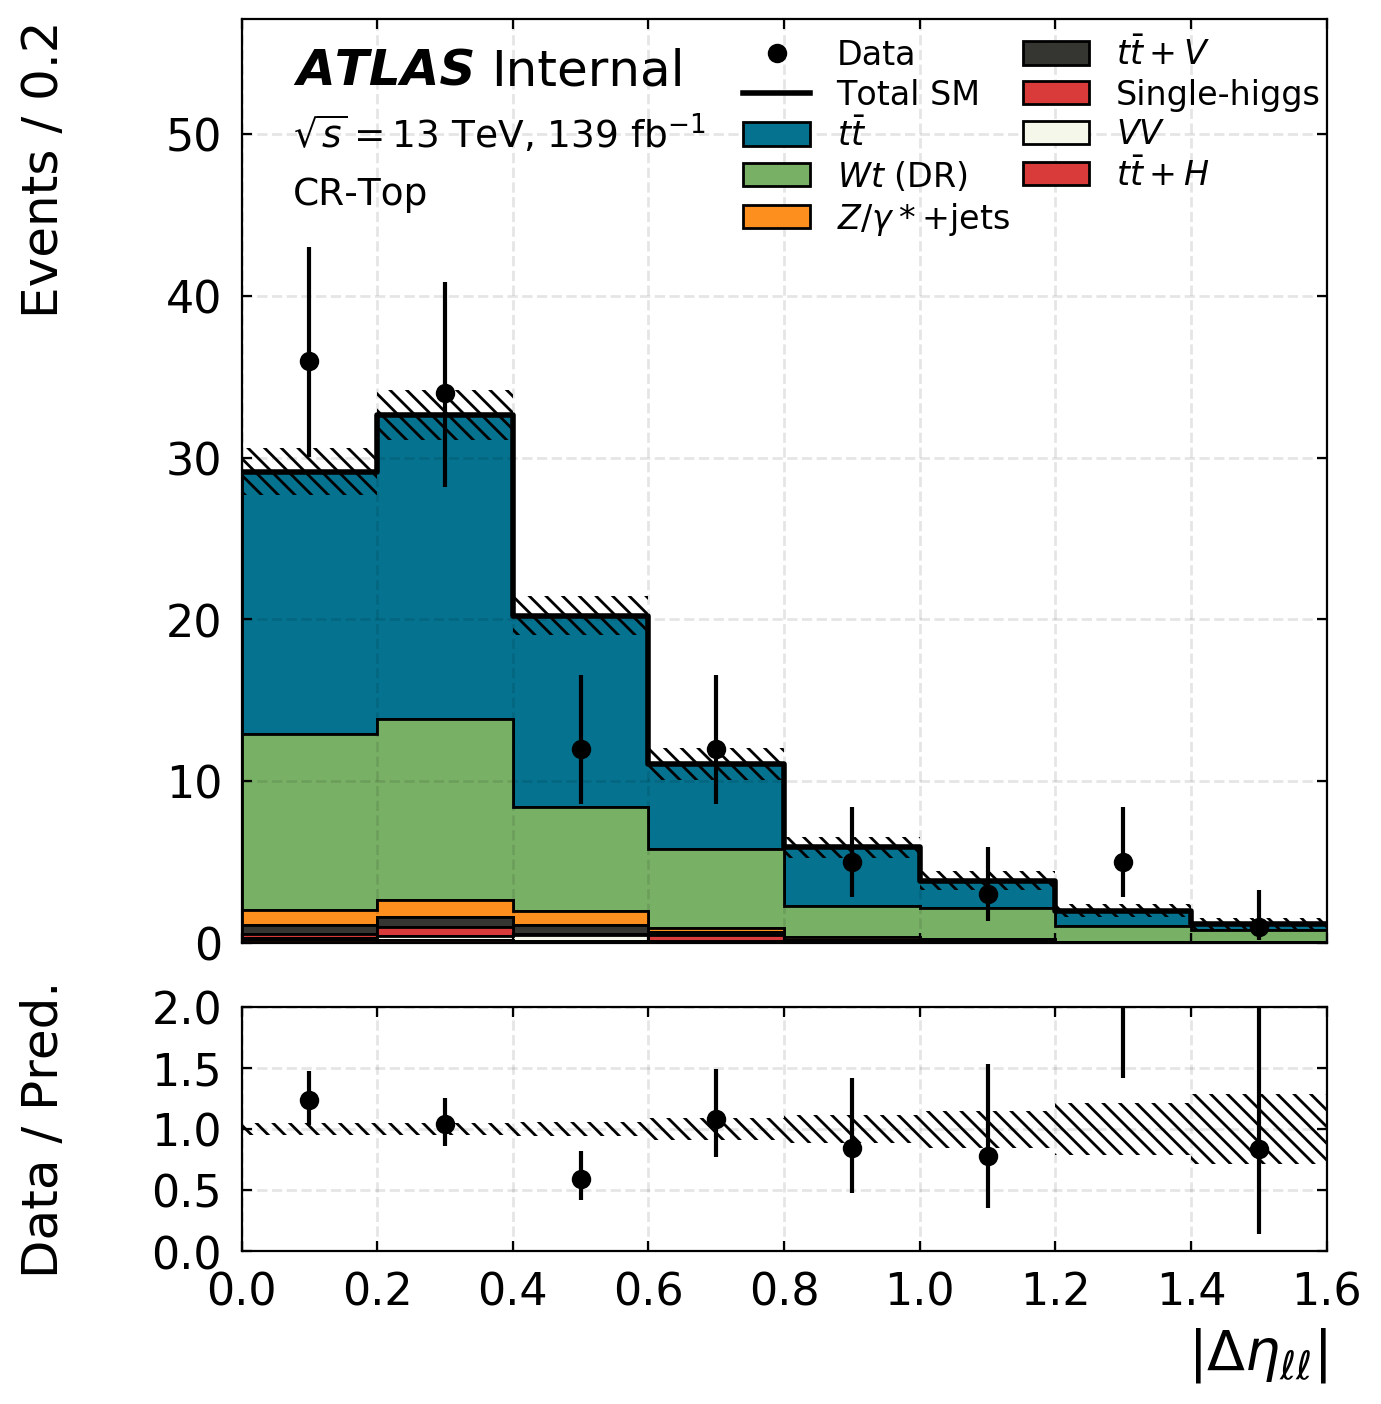 Events / 0.2
ATLAS Internal
√s = 13 TeV, 139 fb⁻¹
CR-Top
Data
Total SM
tt̄
Wt (DR)
Z/γ*+jets
tt̄ + V
Single-higgs
VV
tt̄ + H
50
40
30
20
10
0
Data / Pred.
2.0
1.5
1.0
0.5
0.0
0.0 0.2 0.4 0.6 0.8 1.0 1.2 1.4 1.6
|Δηℓℓ|